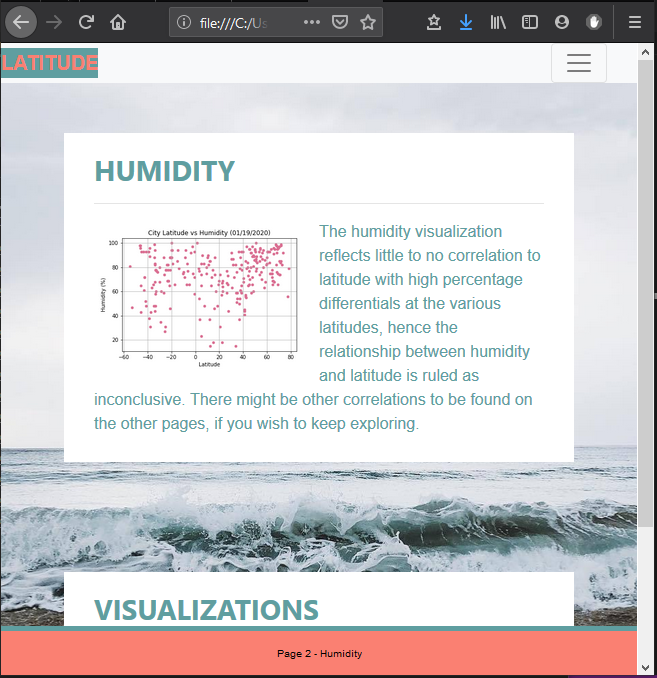 file:///C:/Us
LATITUDE
HUMIDITY
City Latitude vs Humidity (01/19/2020)
100
80
60
40
20
Humidity (%)
−60 −40 −20 0 20 40 60 80
Latitude
The humidity visualization
reflects little to no correlation to
latitude with high percentage
differentials at the various
latitudes, hence the
relationship between humidity
and latitude is ruled as
inconclusive. There might be other correlations to be found on
the other pages, if you wish to keep exploring.
VISUALIZATIONS
Page 2 - Humidity